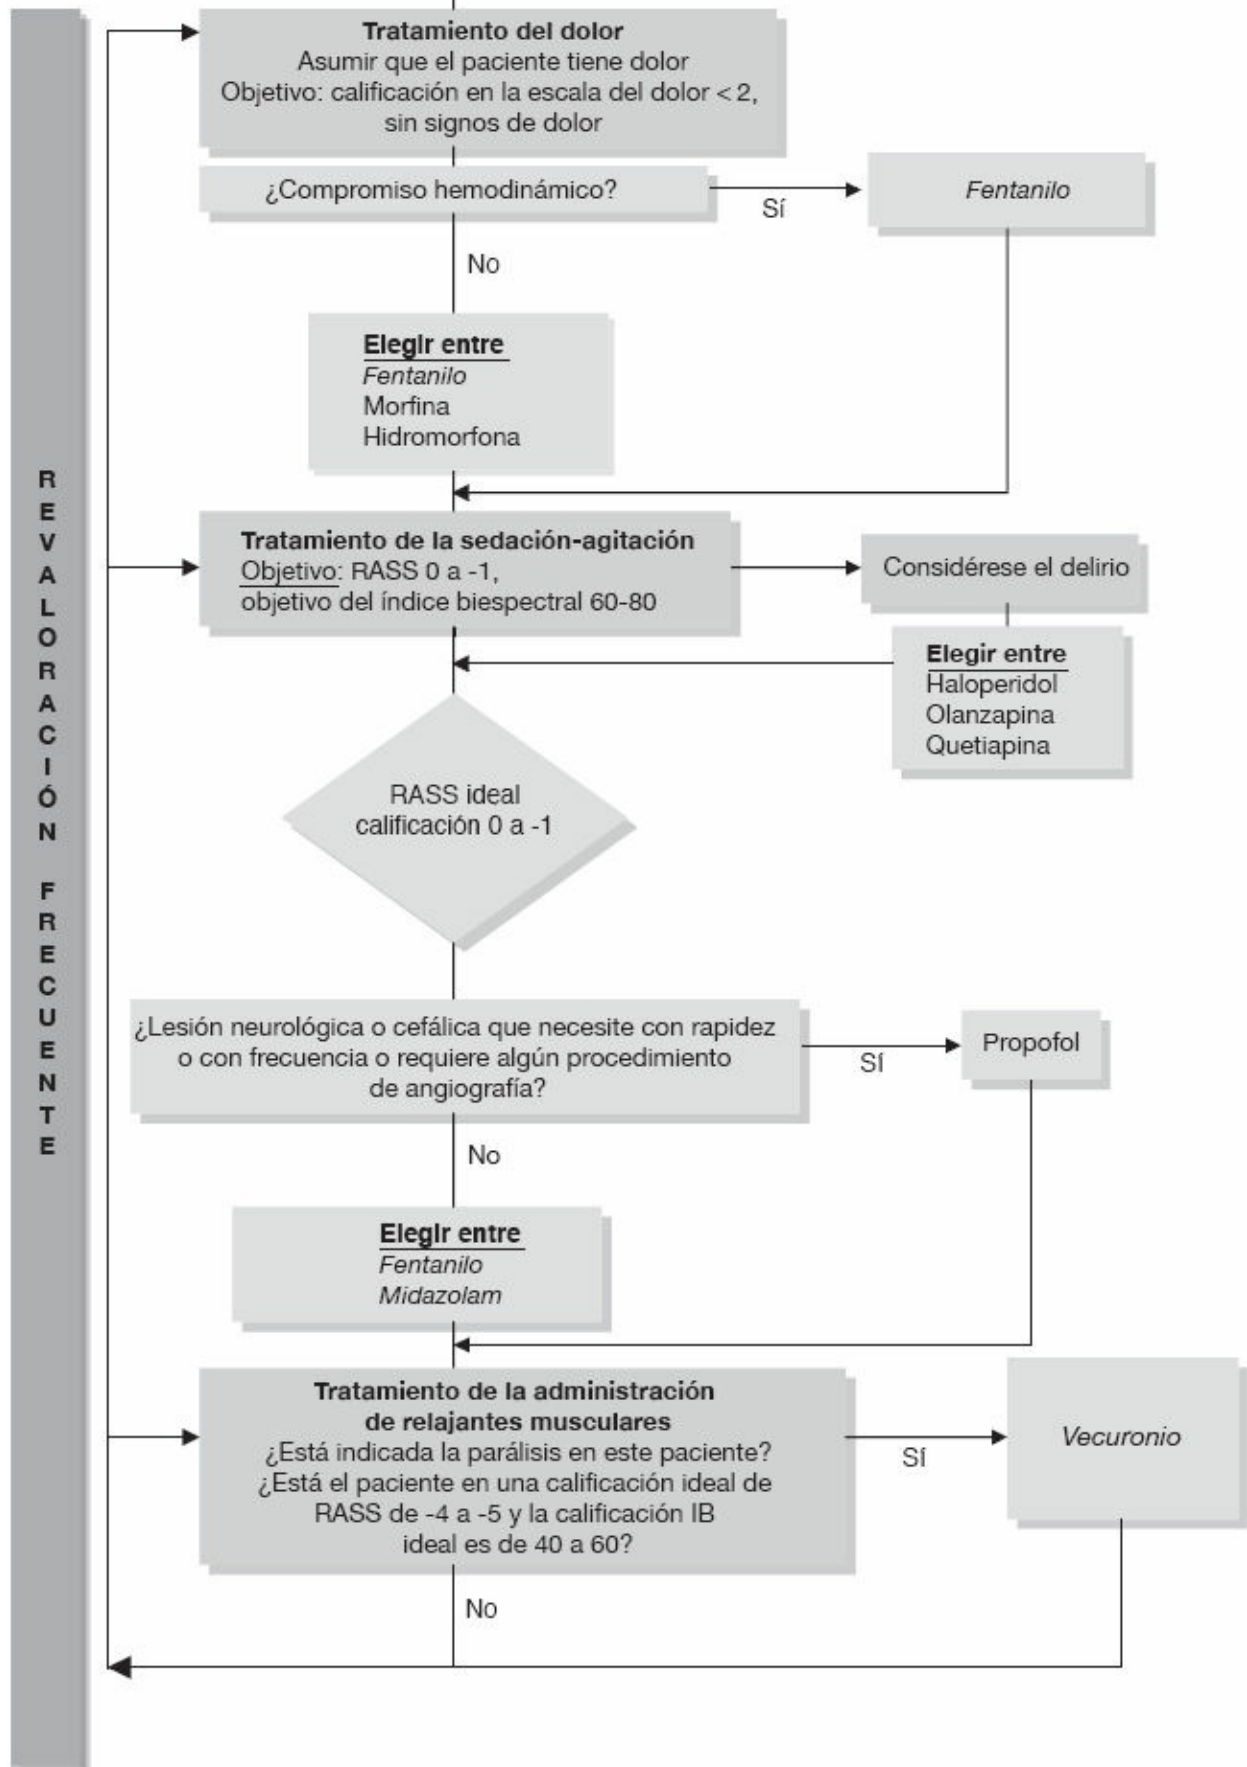 Tratamiento del dolor
Asumir que el paciente tiene dolor
Objetivo: calificación en la escala del dolor < 2,
sin signos de dolor
¿Compromiso hemodinámico?
Sí
Fentanilo
No
Elegir entre
Fentanilo
Morfina
Hidromorfona
REVALORACIÓN FRECUENTE
Tratamiento de la sedación-agitación
Objetivo: RASS 0 a -1,
objetivo del índice biespectral 60-80
Considérese el delirio
Elegir entre
Haloperidol
Olanzapina
Quetiapina
RASS ideal
calificación 0 a -1
¿Lesión neurológica o cefálica que necesite con rapidez
o con frecuencia o requiere algún procedimiento
de angiografía?
Sí
Propofol
No
Elegir entre
Fentanilo
Midazolam
Tratamiento de la administración
de relajantes musculares
¿Está indicada la parálisis en este paciente?
¿Está el paciente en una calificación ideal de
RASS de -4 a -5 y la calificación IB
ideal es de 40 a 60?
Sí
Vecuronio
No